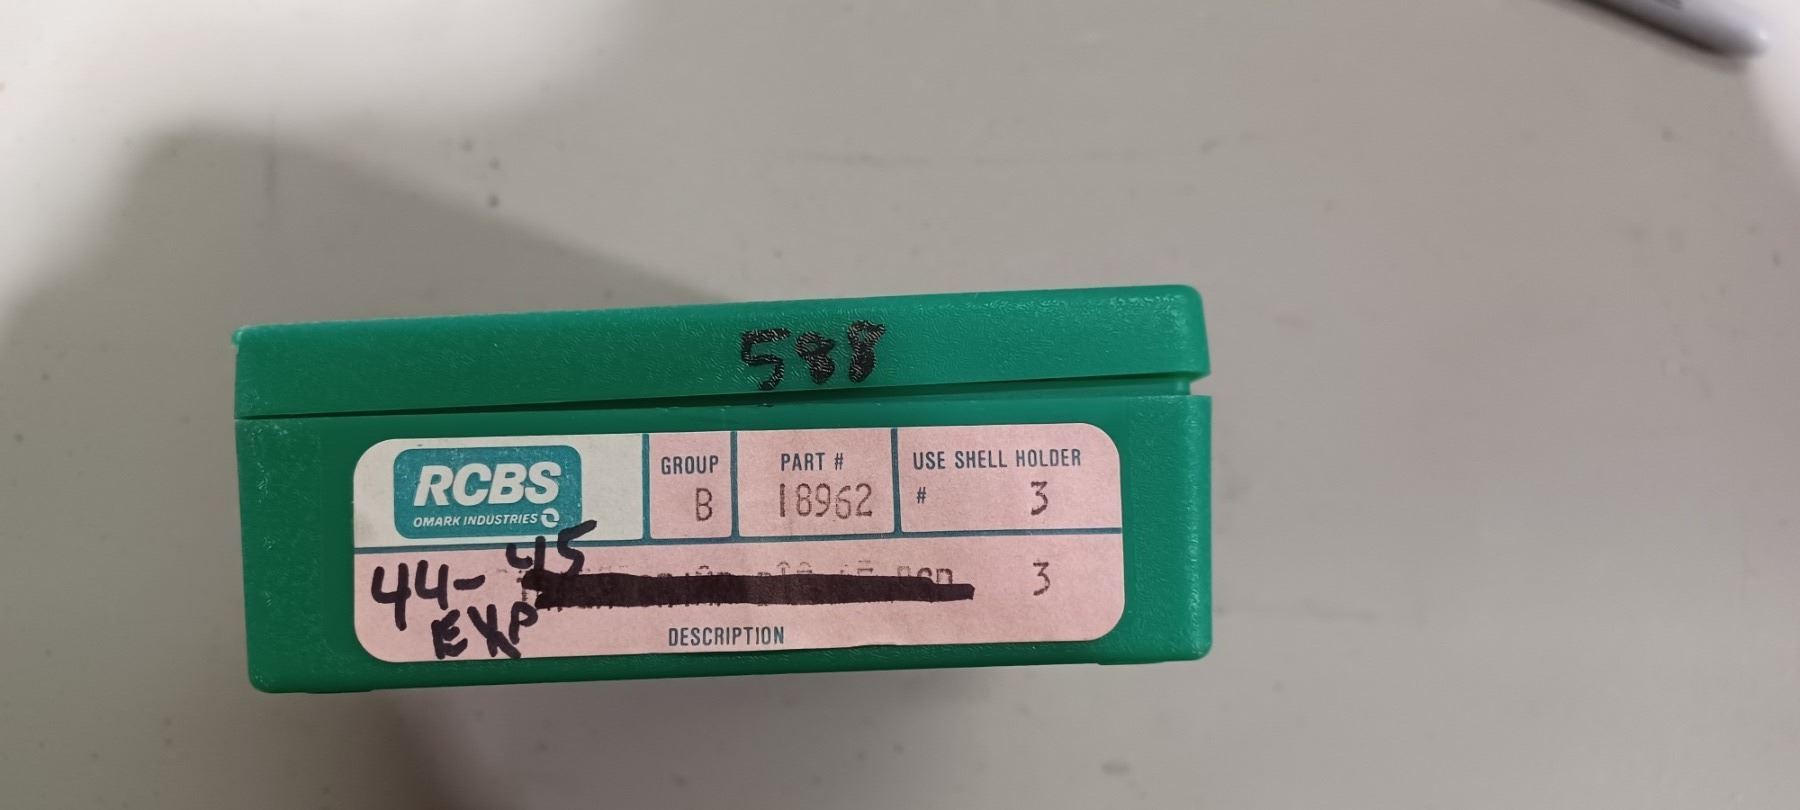 588
RCBS
OMARK INDUSTRIES
GROUP
B
PART #
18962
USE SHELL HOLDER
# 3
44-45
EXP
3
DESCRIPTION